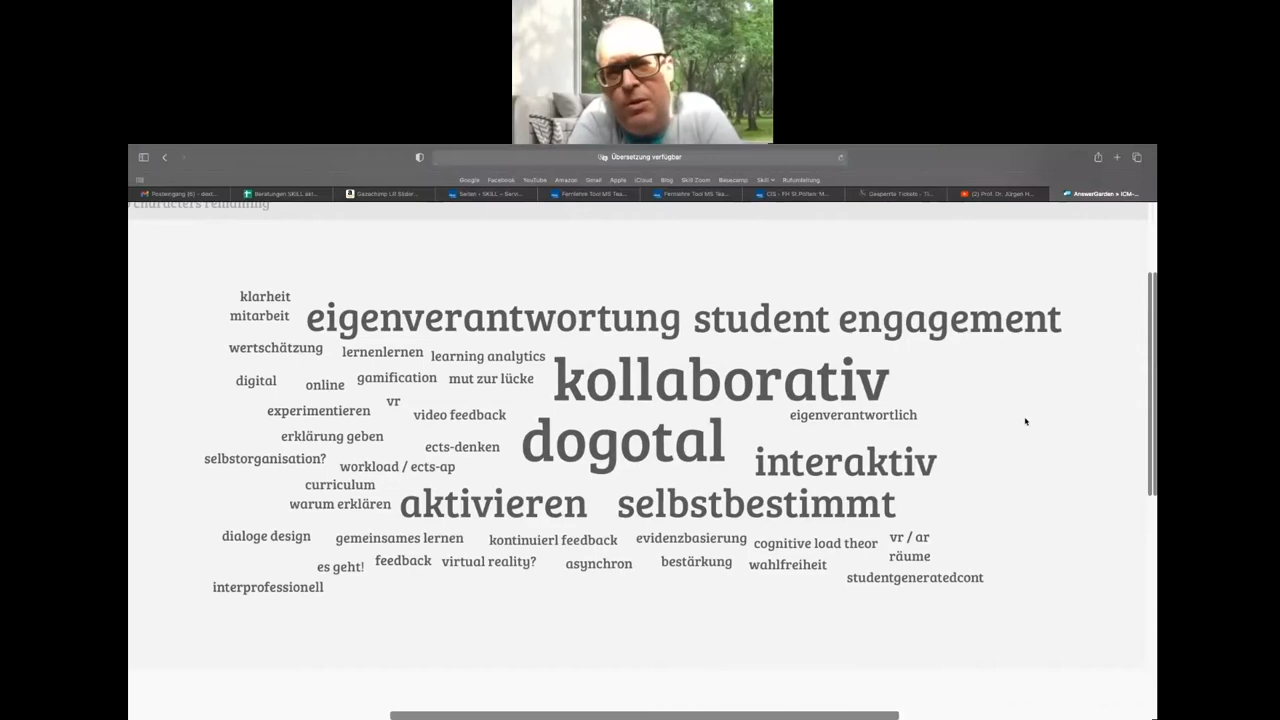 Übersetzung verfügbar
Google Facebook YouTube Amazon Gmail Apple iCloud Blog Skill Zoom Basecamp Skill Rufumleitung
characters remaining
klarheit
mitarbeit
eigenverantwortung student engagement
wertschätzung lernenlernen learning analytics
digital online gamification mut zur lücke kollaborativ
vr
experimentieren video feedback eigenverantwortlich
erklärung geben ects-denken dogotal
selbstorganisation? workload / ects-ap interaktiv
curriculum
warum erklären aktivieren selbstbestimmt
dialoge design gemeinsames lernen kontinuierl feedback evidenzbasierung cognitive load theor vr / ar
räume
es geht! feedback virtual reality? asynchron bestärkung wahlfreiheit
studentgeneratedcont
interprofessionell